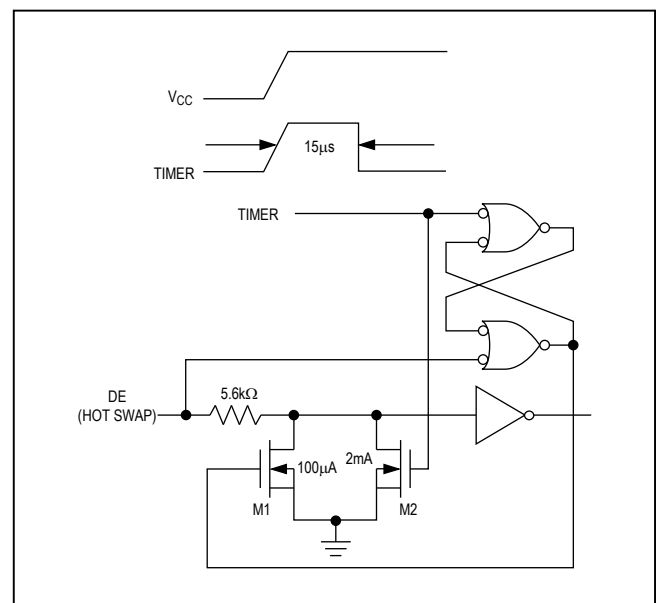 VCC
15μs
TIMER
TIMER
5.6kΩ
DE
(HOT SWAP)
100μA
2mA
M1
M2